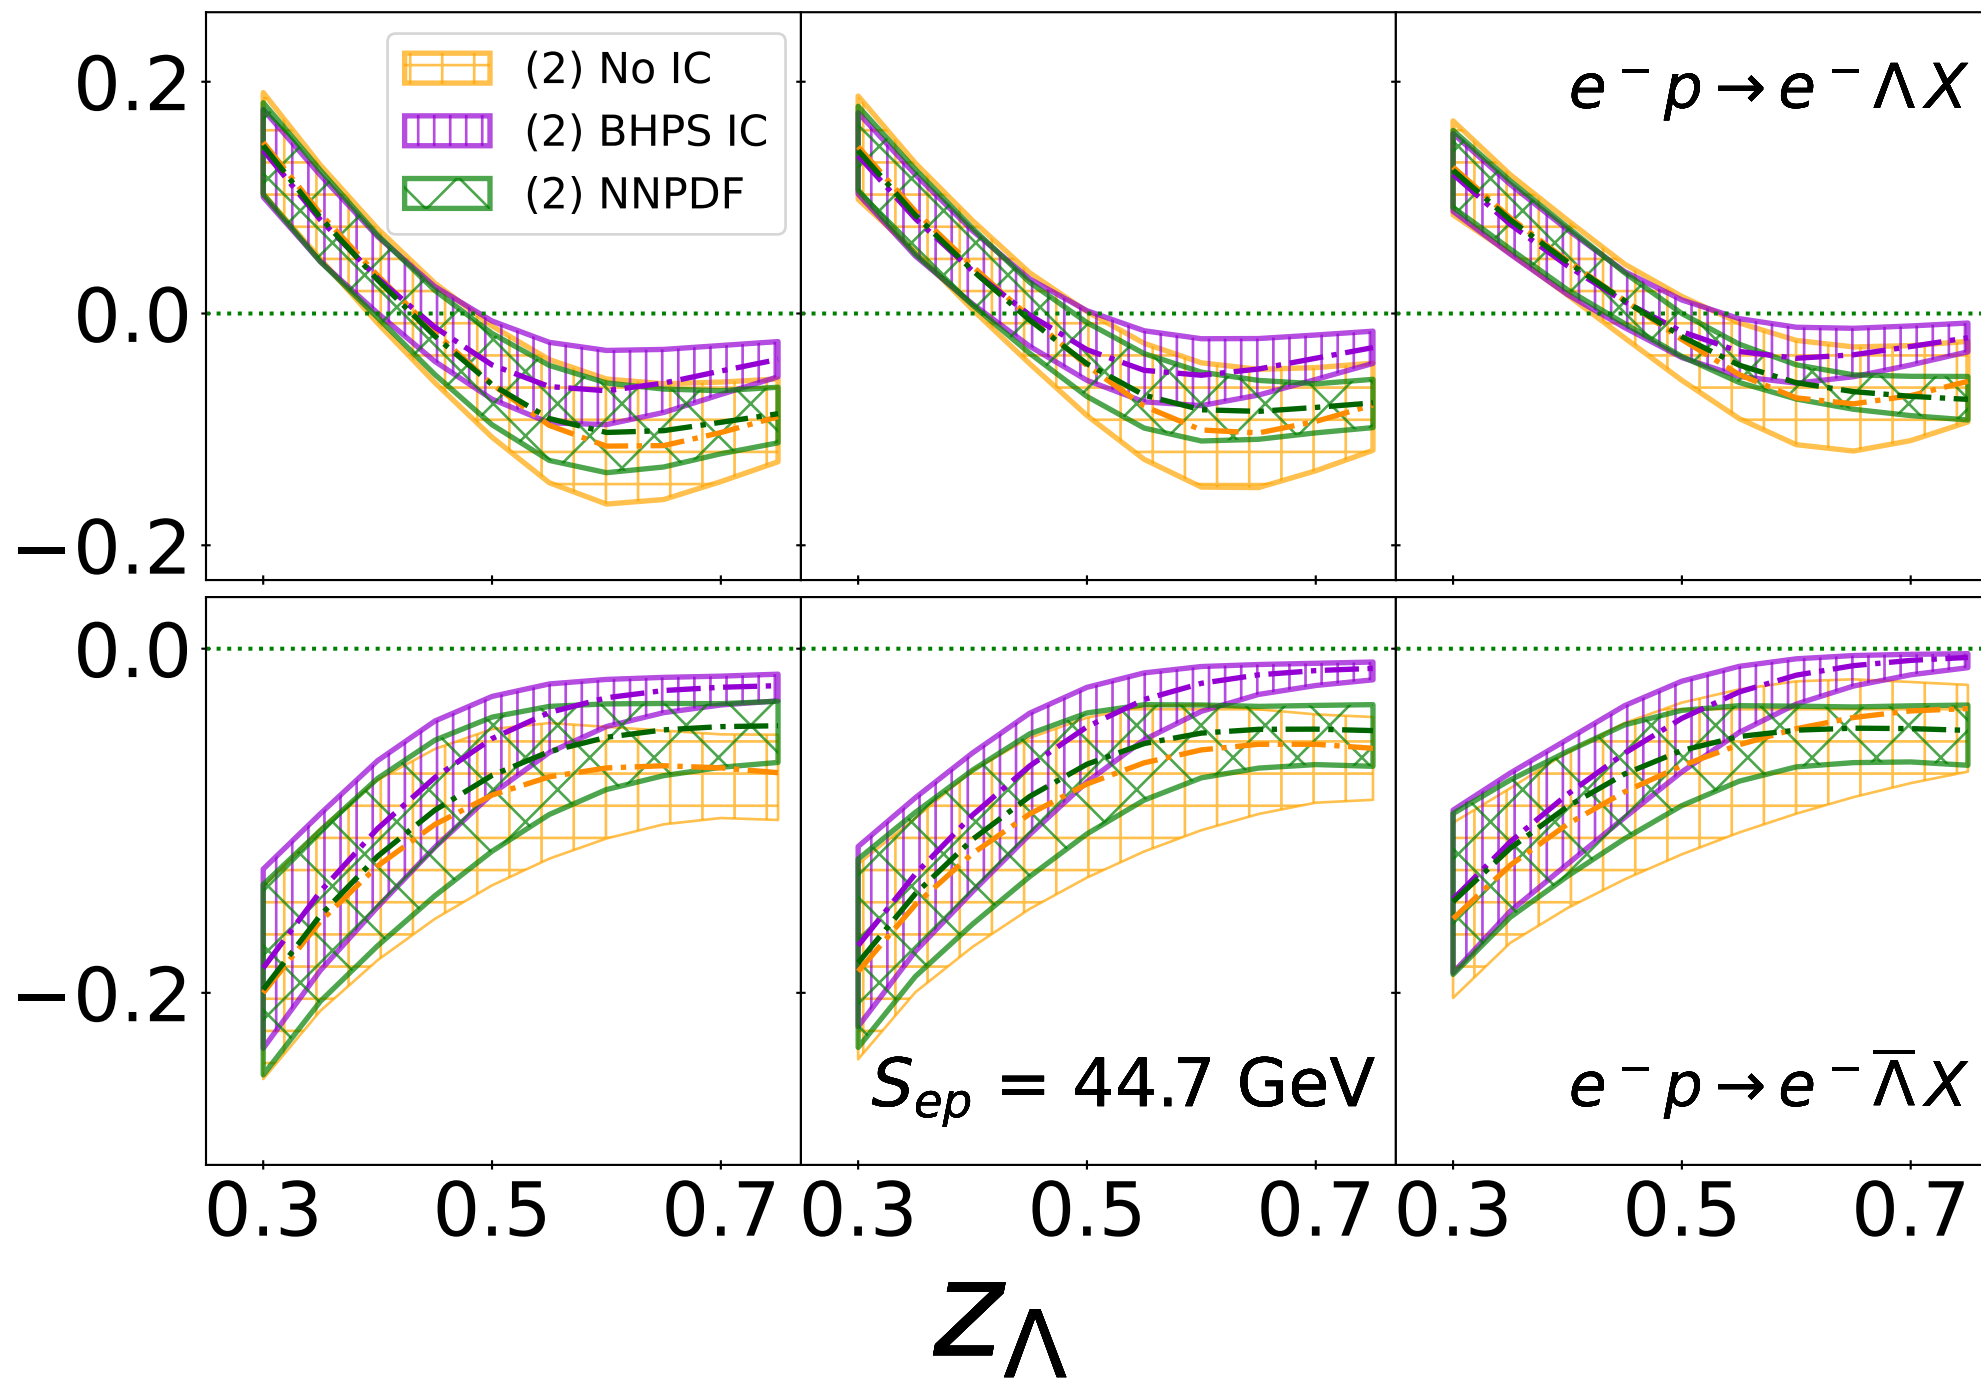 0.2
0.0
−0.2
(2) No IC
(2) BHPS IC
(2) NNPDF
e⁻p → e⁻ΛX
0.0
−0.2
S_ep = 44.7 GeV
e⁻p → e⁻Λ̅X
0.3 0.5 0.7 0.3 0.5 0.7 0.3 0.5 0.7
z_Λ